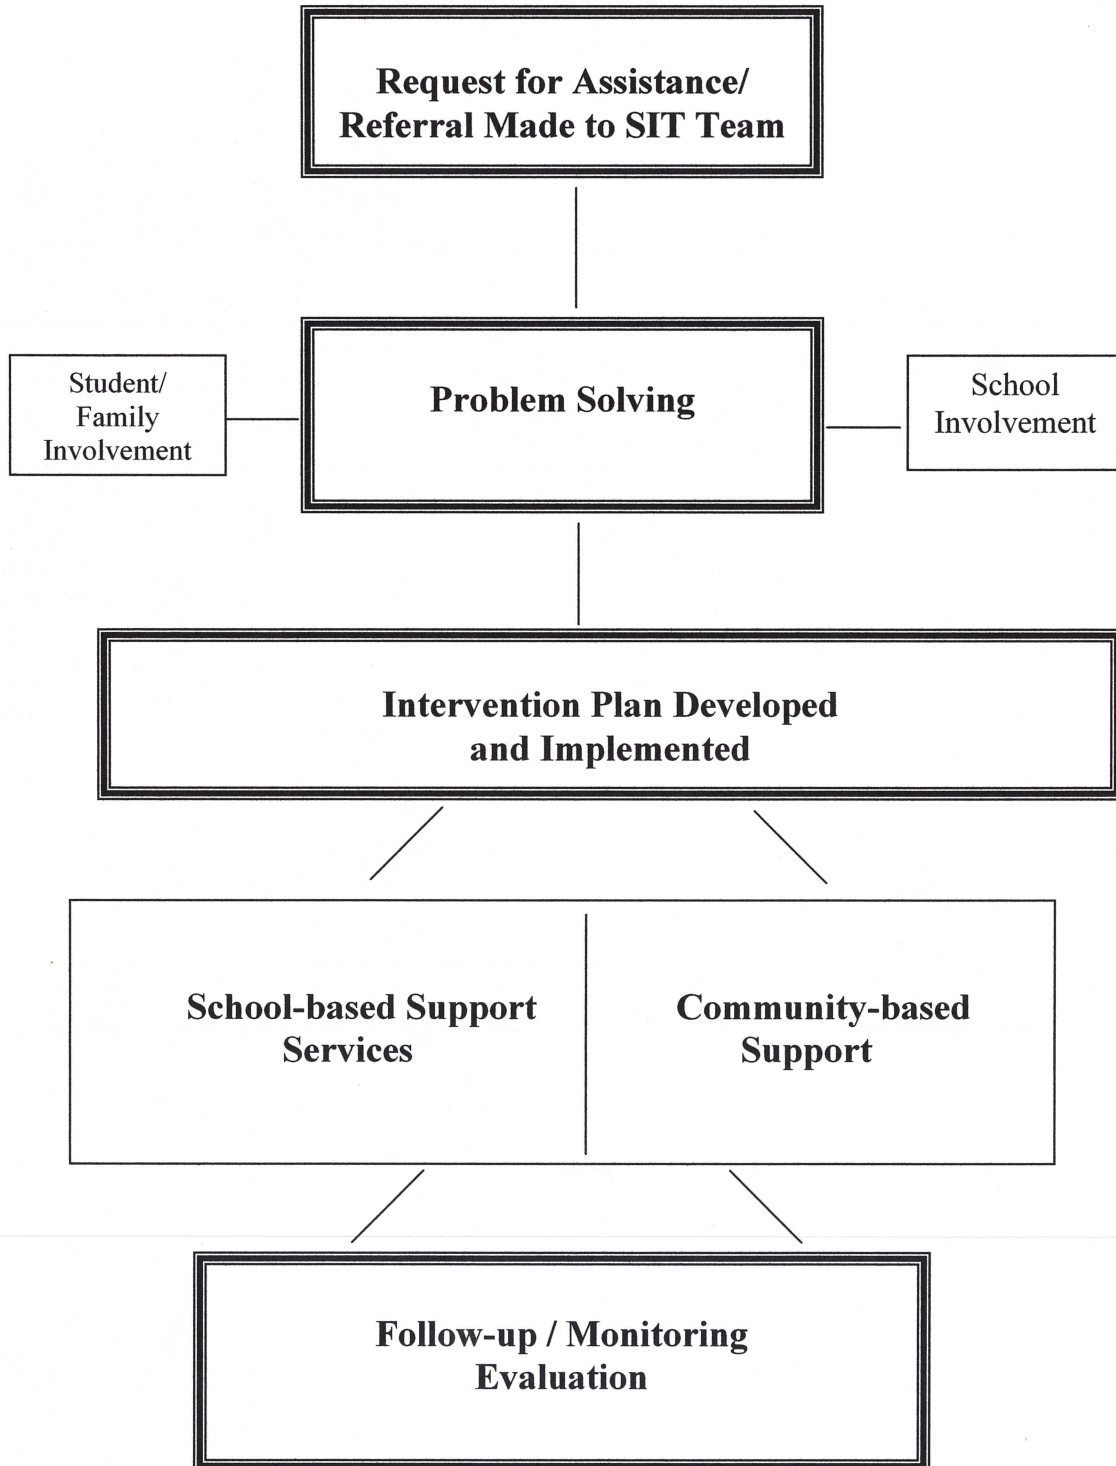 Request for Assistance/
Referral Made to SIT Team
Student/
Family
Involvement
Problem Solving
School
Involvement
Intervention Plan Developed
and Implemented
School-based Support
Services
Community-based
Support
Follow-up / Monitoring
Evaluation